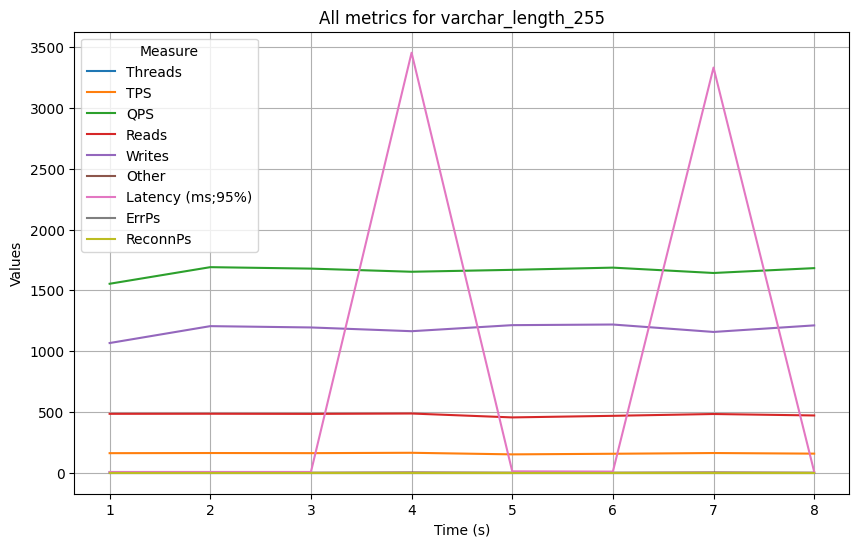 All metrics for varchar_length_255
Measure
Threads
TPS
QPS
Reads
Writes
Other
Latency (ms;95%)
ErrPs
ReconnPs
3500
3000
2500
2000
1500
1000
500
0
Values
1 2 3 4 5 6 7 8
Time (s)